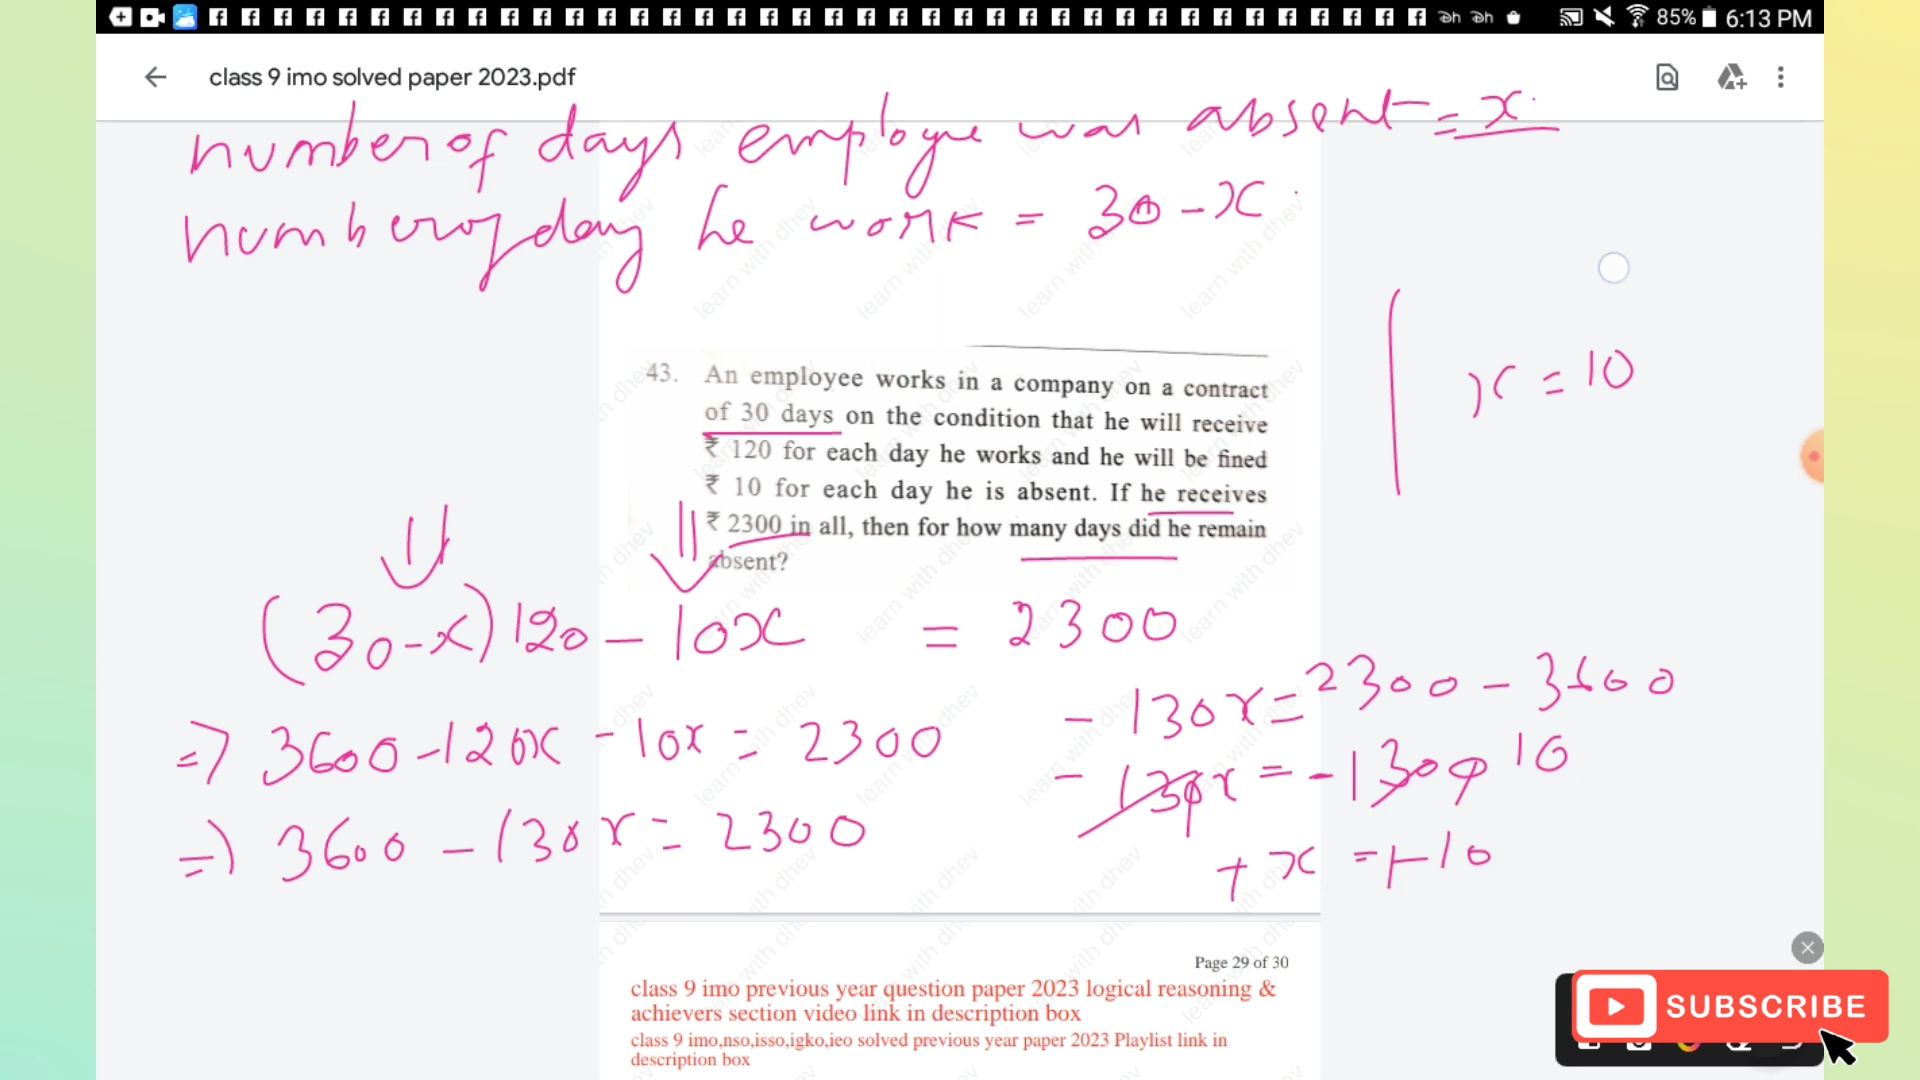 85% 6:13 PM
class 9 imo solved paper 2023.pdf
number of days employe was absent = x
number of day he work = 30 - x
43. An employee works in a company on a contract
of 30 days on the condition that he will receive
₹ 120 for each day he works and he will be fined
₹ 10 for each day he is absent. If he receives
₹ 2300 in all, then for how many days did he remain
absent?
x = 10
(30-x)120 - 10x = 2300
=> 3600 - 120x - 10x = 2300
=> 3600 - 130x = 2300
- 130x = 2300 - 3600
- 130x = - 1300 10
+ x = + 10
Page 29 of 30
class 9 imo previous year question paper 2023 logical reasoning &
achievers section video link in description box
class 9 imo,nso,isso,igko,ieo solved previous year paper 2023 Playlist link in
description box
SUBSCRIBE
learn with dhev